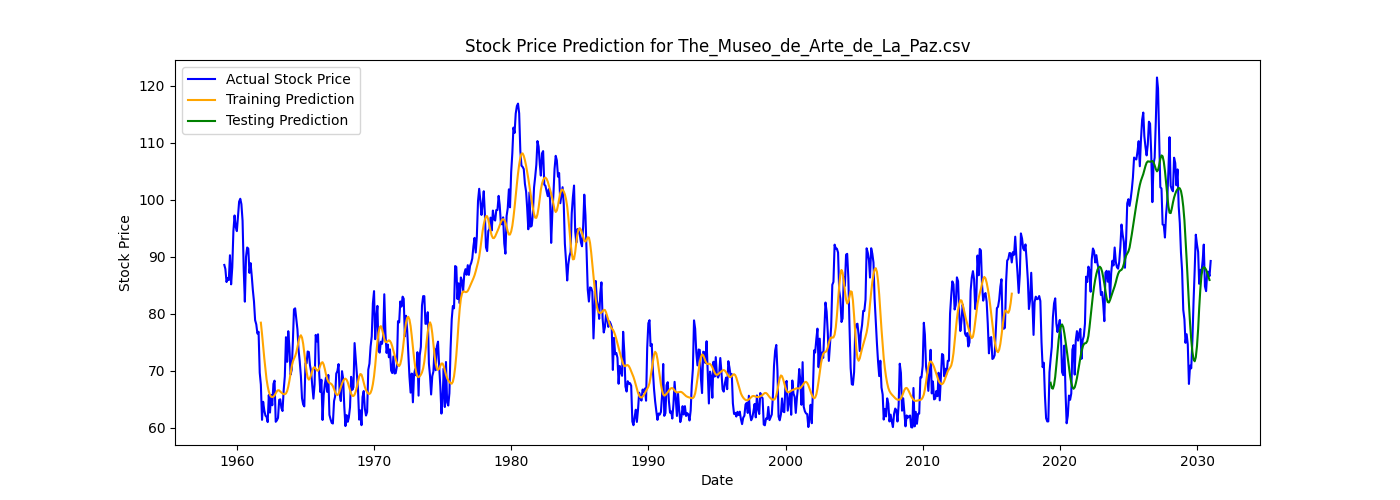 Stock Price Prediction for The_Museo_de_Arte_de_La_Paz.csv
Actual Stock Price
Training Prediction
Testing Prediction
120
110
100
90
80
70
60
Stock Price
1960 1970 1980 1990 2000 2010 2020 2030
Date